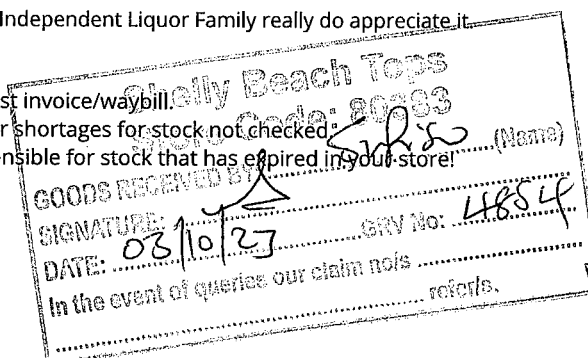 Independent Liquor Family really do appreciate it.
st invoice/waybill.
r shortages for stock not checked.
nsible for stock that has expired in your store!
Shelly Beach Tops
Store Code: 80383
GOODS RECEIVED BY: (Name)
SIGNATURE:
DATE: 03/10/23 GRV No: 4854
In the event of queries our claim no/s
refer/s.